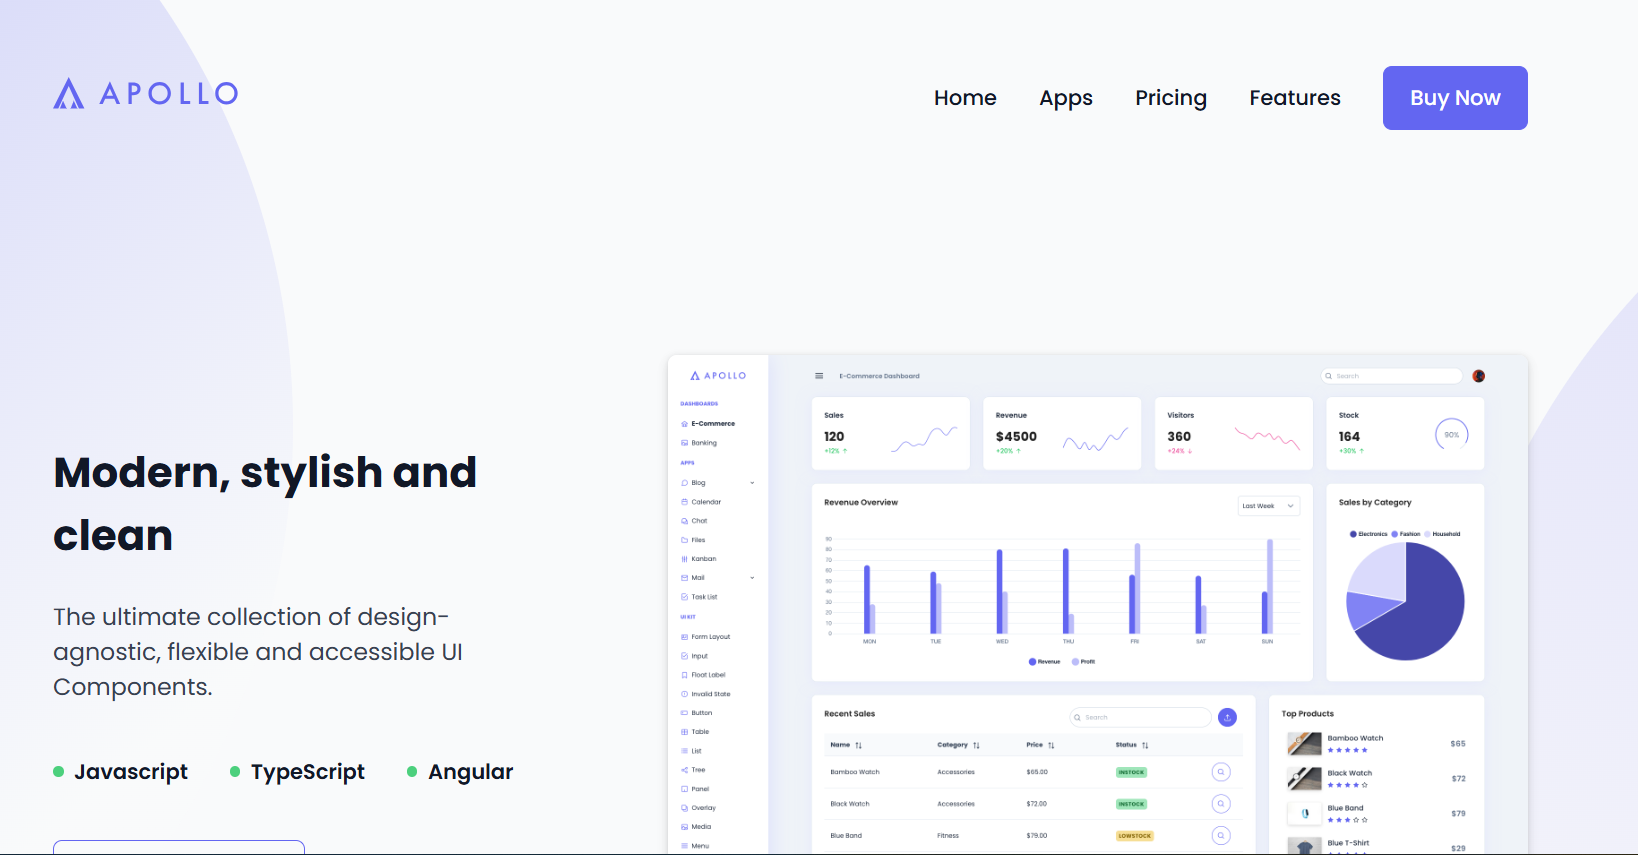 APOLLO
Home Apps Pricing Features Buy Now
Modern, stylish and
clean
The ultimate collection of design-
agnostic, flexible and accessible UI
Components.
Javascript TypeScript Angular
APOLLO
DASHBOARDS
E-Commerce
Banking
APPS
Blog
Calendar
Chat
Files
Kanban
Mail
Task List
UI KIT
Form Layout
Input
Float Label
Invalid State
Button
Table
List
Tree
Panel
Overlay
Media
Menu
E-Commerce Dashboard
Search
Sales
120
+12% ↑
Revenue
$4500
+20% ↑
Visitors
360
+24% ↓
Stock
164
+30% ↑
90%
Revenue Overview
Last Week
90
80
70
60
50
40
30
20
10
0
MON TUE WED THU FRI SAT SUN
Revenue Profit
Sales by Category
Electronics Fashion Household
Recent Sales
Search
Name Category Price Status
Bamboo Watch Accessories $65.00 INSTOCK
Black Watch Accessories $72.00 INSTOCK
Blue Band Fitness $79.00 LOWSTOCK
Top Products
Bamboo Watch $65
Black Watch $72
Blue Band $79
Blue T-Shirt $29